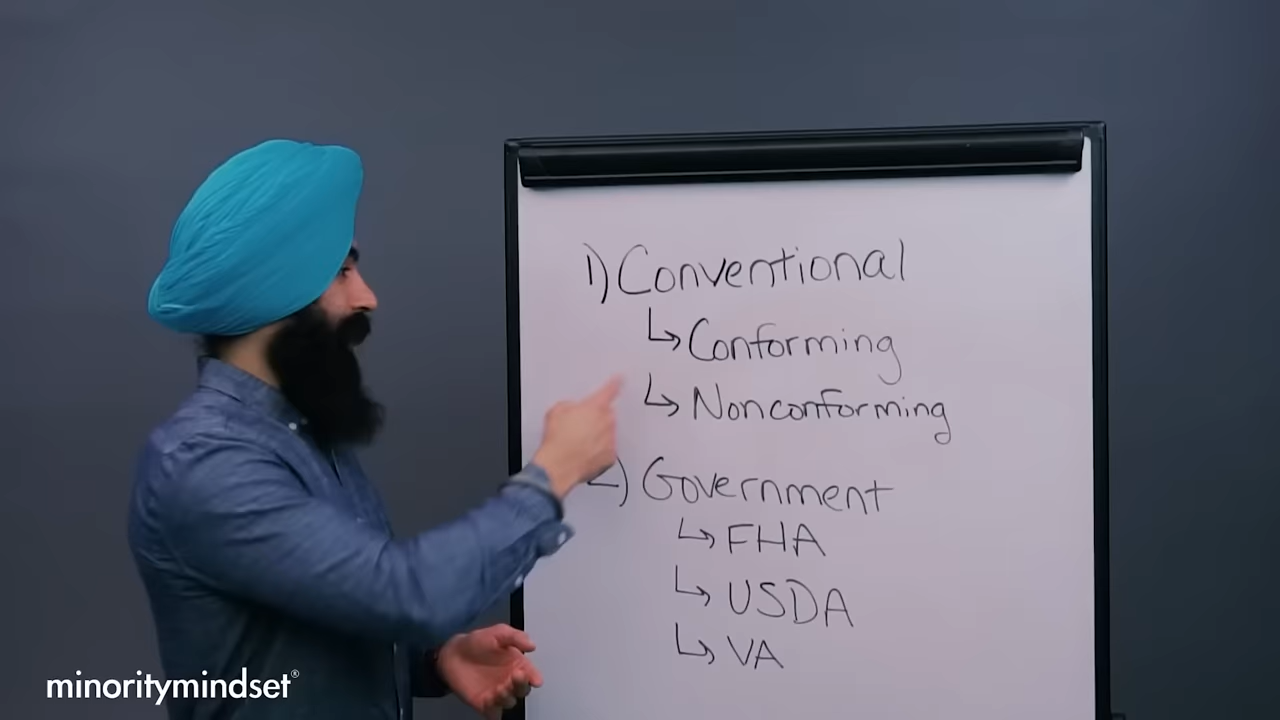 1) Conventional
↳ Conforming
↳ Nonconforming
2) Government
↳ FHA
↳ USDA
↳ VA
minoritymindset®